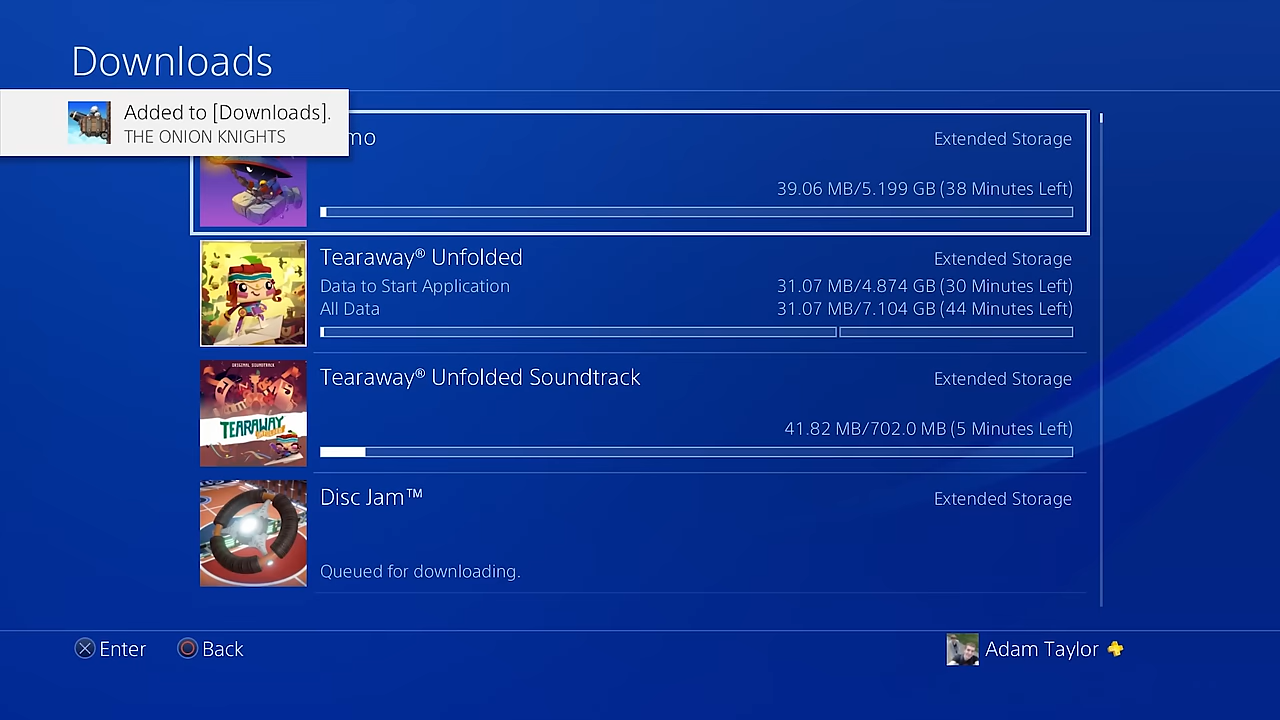 Downloads
Added to [Downloads].
THE ONION KNIGHTS
Extended Storage
39.06 MB/5.199 GB (38 Minutes Left)
Tearaway® Unfolded
Extended Storage
Data to Start Application
31.07 MB/4.874 GB (30 Minutes Left)
All Data
31.07 MB/7.104 GB (44 Minutes Left)
Tearaway® Unfolded Soundtrack
Extended Storage
ORIGINAL SOUNDTRACK
TEARAWAY
41.82 MB/702.0 MB (5 Minutes Left)
Disc Jam™
Extended Storage
Queued for downloading.
Enter
Back
Adam Taylor